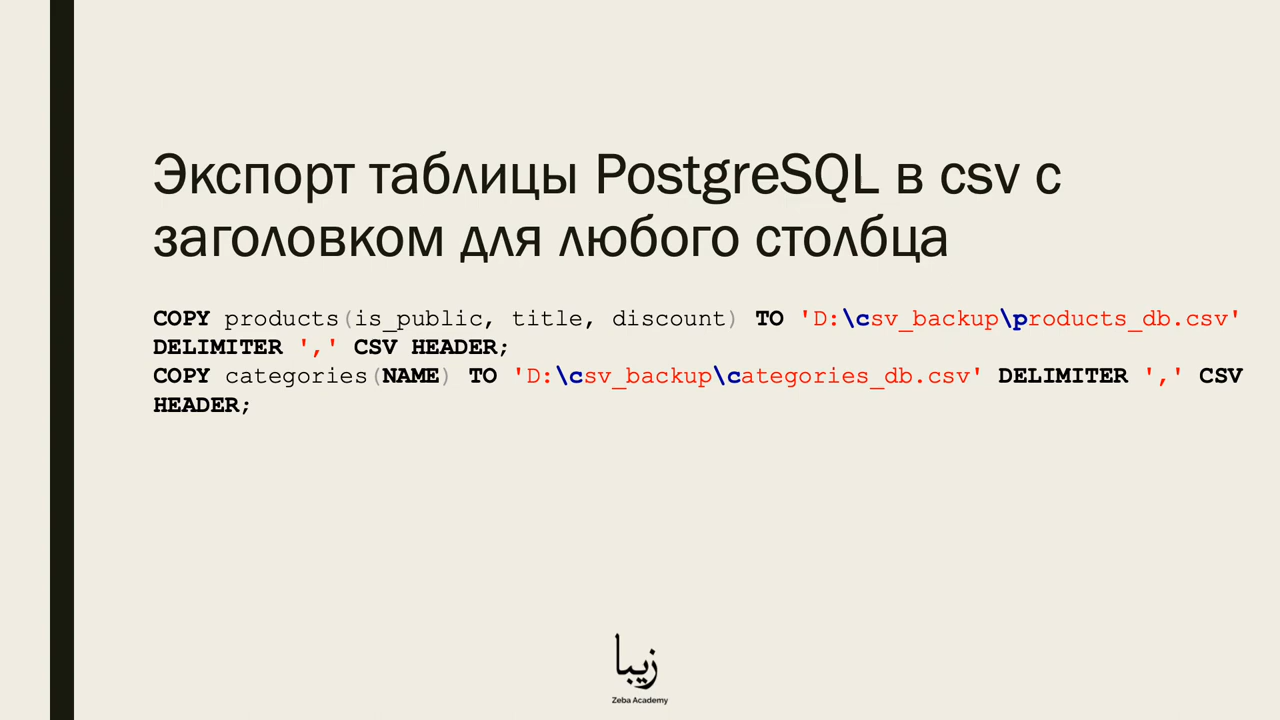 Экспорт таблицы PostgreSQL в csv с
заголовком для любого столбца
COPY products(is_public, title, discount) TO 'D:\csv_backup\products_db.csv'
DELIMITER ',' CSV HEADER;
COPY categories(NAME) TO 'D:\csv_backup\categories_db.csv' DELIMITER ',' CSV
HEADER;
زیبا
Zeba Academy